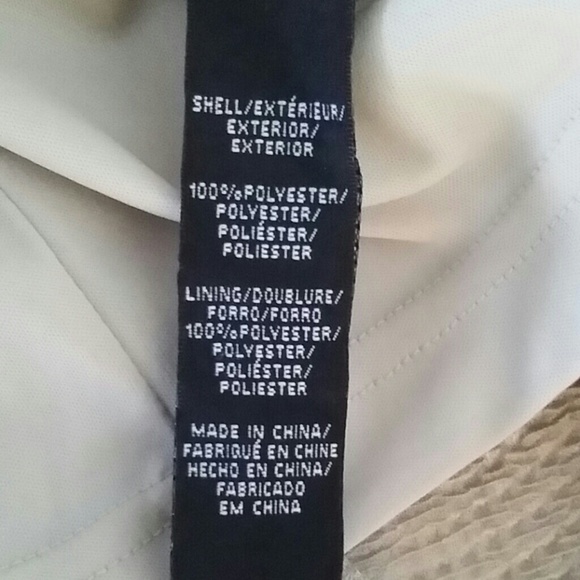 SHELL/EXTÉRIEUR/
EXTERIOR/
EXTERIOR
100%POLYESTER/
POLYESTER/
POLIÉSTER/
POLIESTER
LINING/DOUBLURE/
FORRO/FORRO
100%POLYESTER/
POLYESTER/
POLIÉSTER/
POLIESTER
MADE IN CHINA/
FABRIQUÉ EN CHINE
HECHO EN CHINA/
FABRICADO
EM CHINA